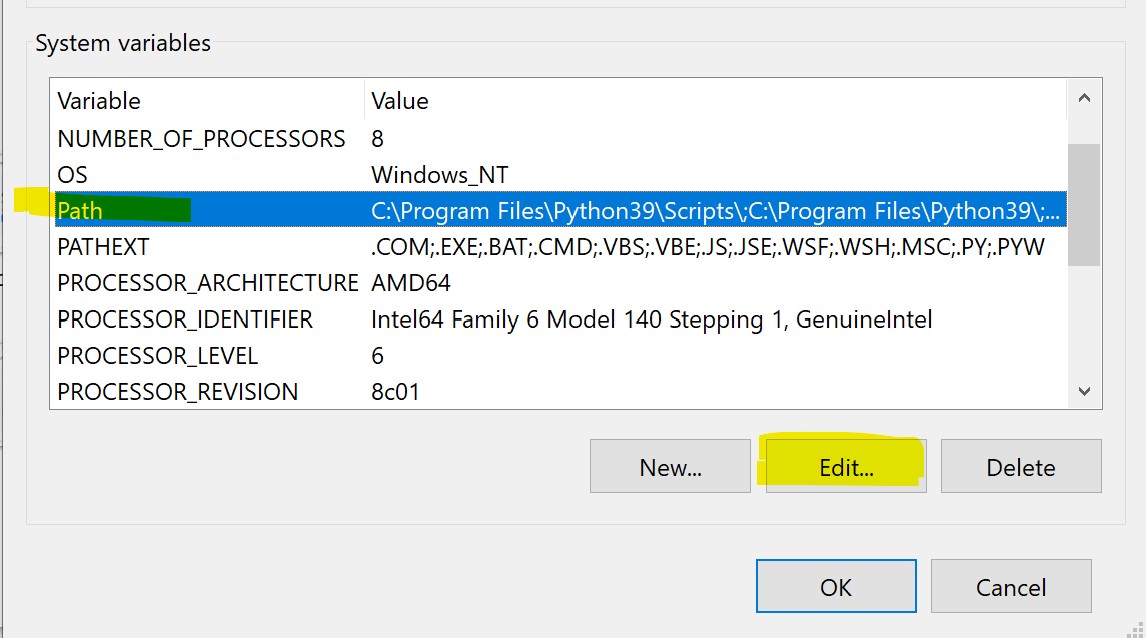 System variables
Variable Value
NUMBER_OF_PROCESSORS 8
OS Windows_NT
Path C:\Program Files\Python39\Scripts\;C:\Program Files\Python39\;...
PATHEXT .COM;.EXE;.BAT;.CMD;.VBS;.VBE;.JS;.JSE;.WSF;.WSH;.MSC;.PY;.PYW
PROCESSOR_ARCHITECTURE AMD64
PROCESSOR_IDENTIFIER Intel64 Family 6 Model 140 Stepping 1, GenuineIntel
PROCESSOR_LEVEL 6
PROCESSOR_REVISION 8c01
New... Edit... Delete
OK Cancel